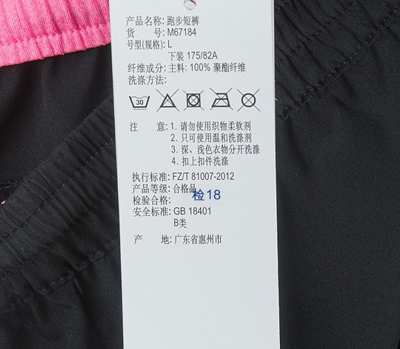 产品名称: 跑步短裤
货 号: M67184
号型(规格): L
下装 175/82A
纤维成分: 主料: 100% 聚酯纤维
洗涤方法:
30
注 意: 1. 请勿使用织物柔软剂
2. 只可使用温和洗涤剂
3. 深、浅色衣物分开洗涤
4. 扣上扣件洗涤
执行标准: FZ/T 81007-2012
产品等级: 合格品
检验合格: 检18
安全标准: GB 18401
B类
产 地: 广东省惠州市